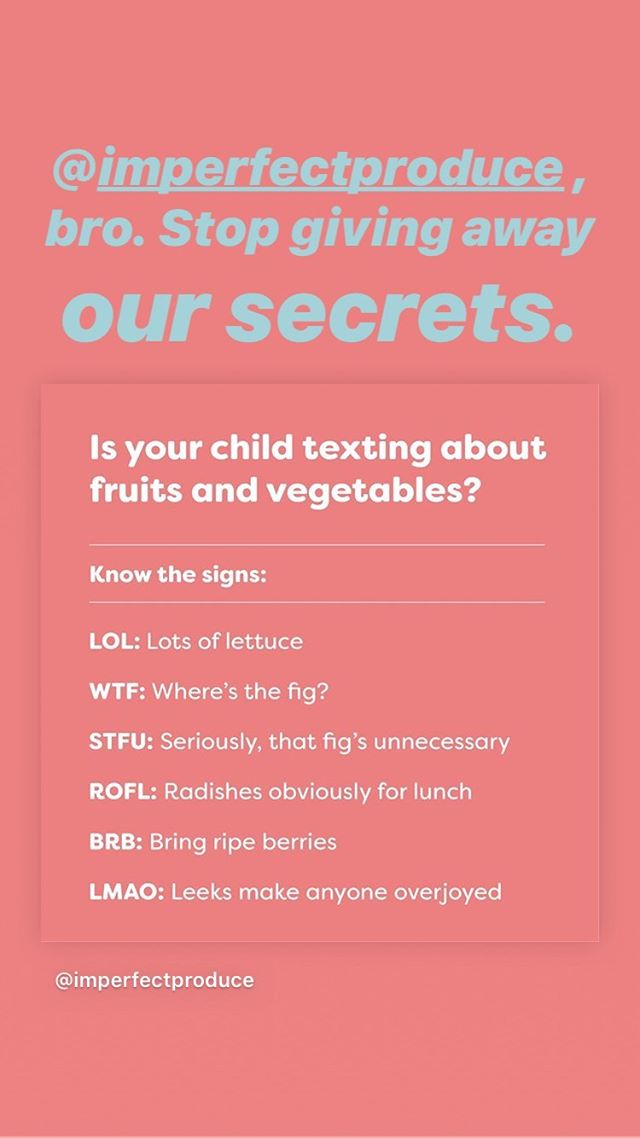 @imperfectproduce,
bro. Stop giving away
our secrets.
Is your child texting about
fruits and vegetables?
Know the signs:
LOL: Lots of lettuce
WTF: Where's the fig?
STFU: Seriously, that fig's unnecessary
ROFL: Radishes obviously for lunch
BRB: Bring ripe berries
LMAO: Leeks make anyone overjoyed
@imperfectproduce